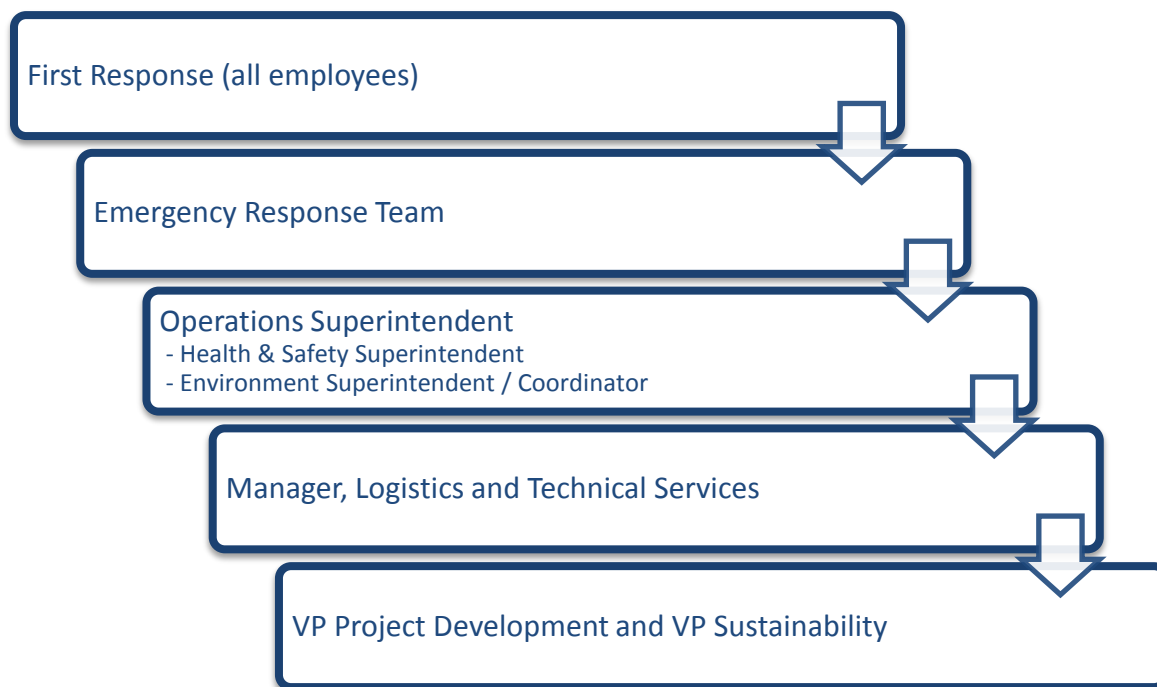 First Response (all employees)
Emergency Response Team
Operations Superintendent
- Health & Safety Superintendent
- Environment Superintendent / Coordinator
Manager, Logistics and Technical Services
VP Project Development and VP Sustainability